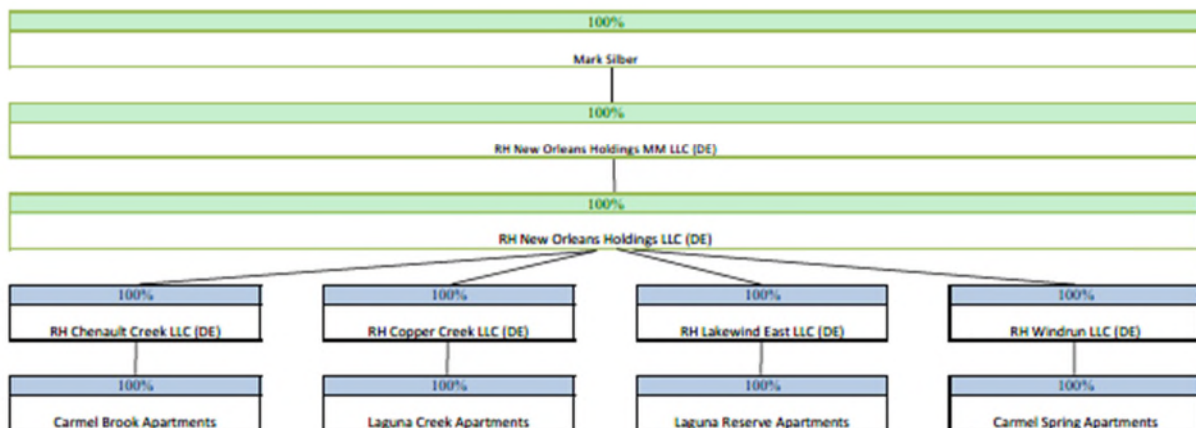 100%
Mark Silber
100%
RH New Orleans Holdings MM LLC (DE)
100%
RH New Orleans Holdings LLC (DE)
100% 100% 100% 100%
RH Chenault Creek LLC (DE) RH Copper Creek LLC (DE) RH Lakewind East LLC (DE) RH Windrun LLC (DE)
100% 100% 100% 100%
Carmel Brook Apartments Laguna Creek Apartments Laguna Reserve Apartments Carmel Spring Apartments